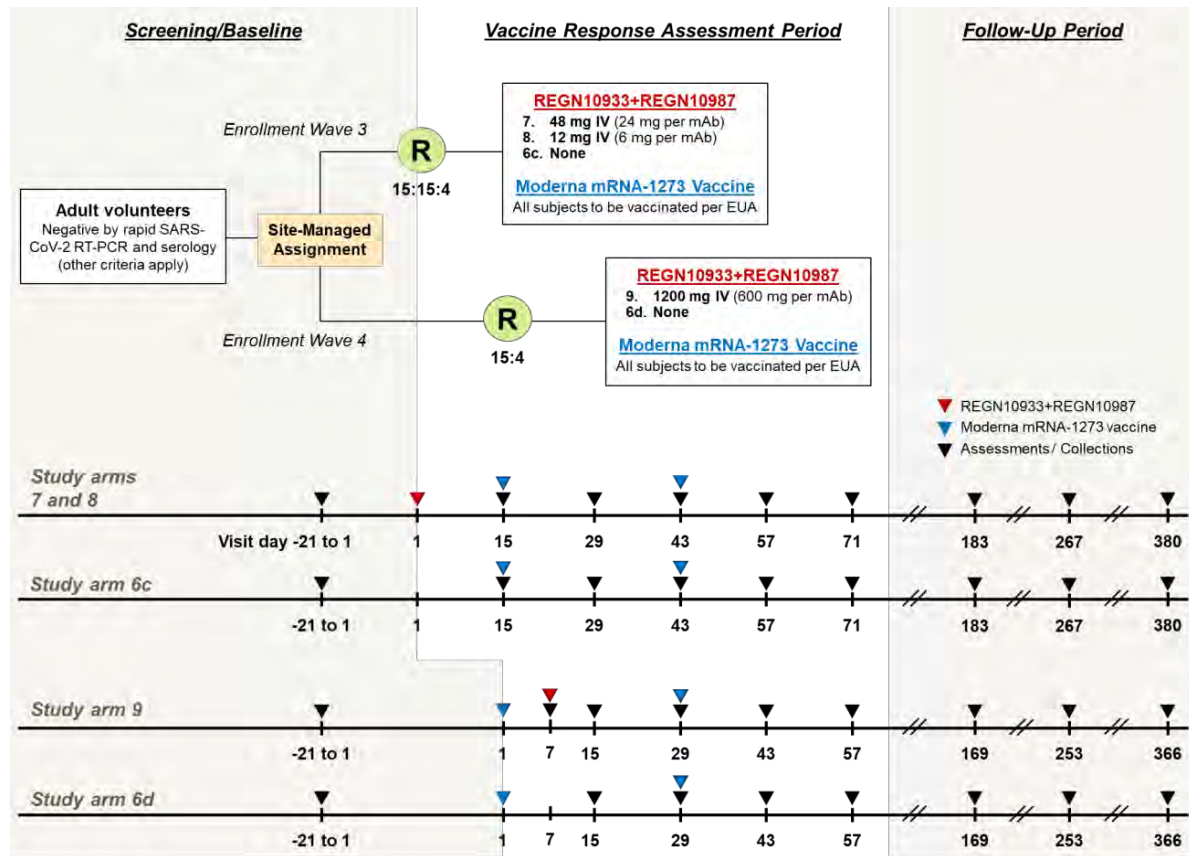 Screening/Baseline
Vaccine Response Assessment Period
Follow-Up Period
Enrollment Wave 3
R
15:15:4
REGN10933+REGN10987
7. 48 mg IV (24 mg per mAb)
8. 12 mg IV (6 mg per mAb)
6c. None
Moderna mRNA-1273 Vaccine
All subjects to be vaccinated per EUA
Adult volunteers
Negative by rapid SARS-
CoV-2 RT-PCR and serology
(other criteria apply)
Site-Managed
Assignment
Enrollment Wave 4
R
15:4
REGN10933+REGN10987
9. 1200 mg IV (600 mg per mAb)
6d. None
Moderna mRNA-1273 Vaccine
All subjects to be vaccinated per EUA
REGN10933+REGN10987
Moderna mRNA-1273 vaccine
Assessments/ Collections
Study arms
7 and 8
Visit day -21 to 1 1 15 29 43 57 71 183 267 380
Study arm 6c
-21 to 1 1 15 29 43 57 71 183 267 380
Study arm 9
-21 to 1 1 7 15 29 43 57 169 253 366
Study arm 6d
-21 to 1 1 7 15 29 43 57 169 253 366